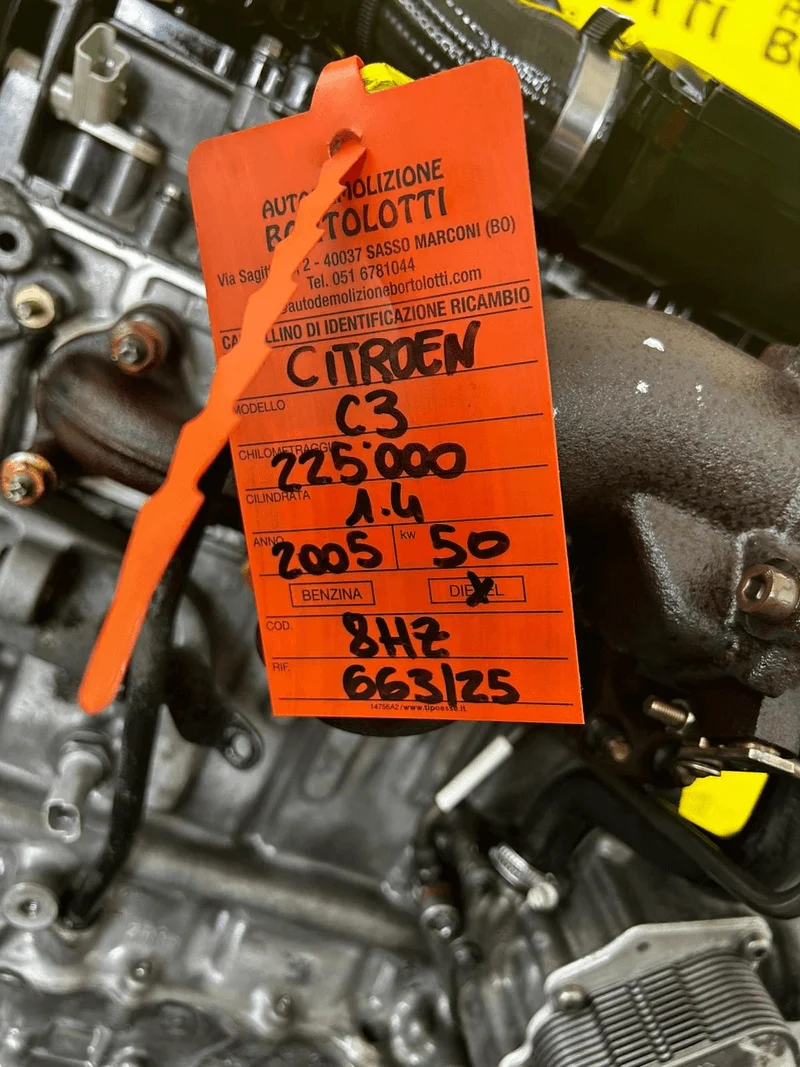 OTTI
AUTODEMOLIZIONE
BORTOLOTTI
Via Sagit 2 - 40037 SASSO MARCONI (BO)
Tel. 051 6781044
autodemolizionebortolotti.com
CARTELLINO DI IDENTIFICAZIONE RICAMBIO
CITROEN
MODELLO C3
CHILOMETRAGGIO 225'000
CILINDRATA 1.4
ANNO 2005 kw 50
BENZINA DIESEL
COD. 8HZ
RIF. 663/25
14756A2/www.tipoesse.it